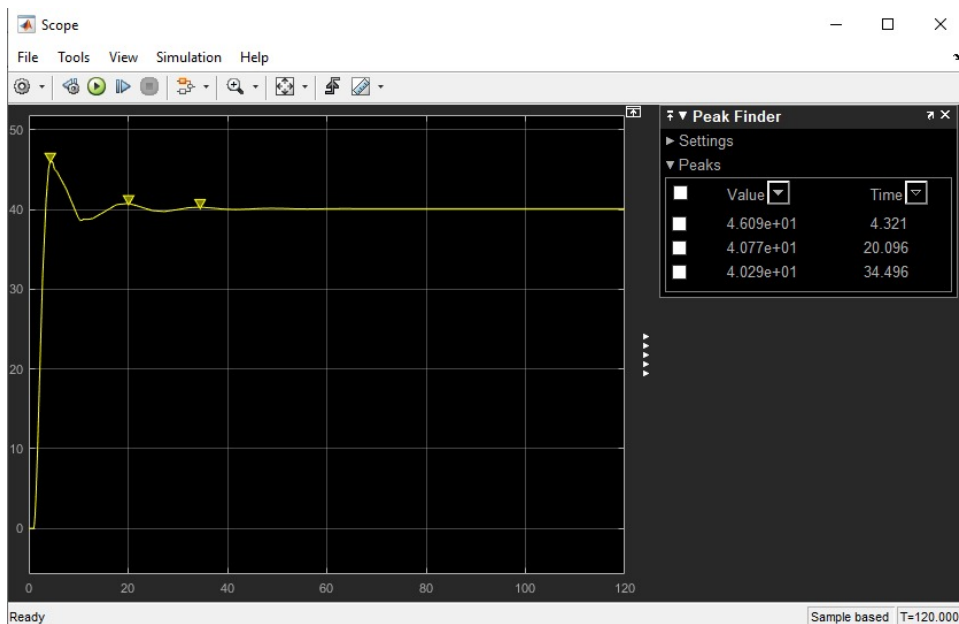 Scope
File Tools View Simulation Help
Peak Finder
Settings
Peaks
Value Time
4.609e+01 4.321
4.077e+01 20.096
4.029e+01 34.496
50
40
30
20
10
0
0 20 40 60 80 100 120
Ready Sample based T=120.000